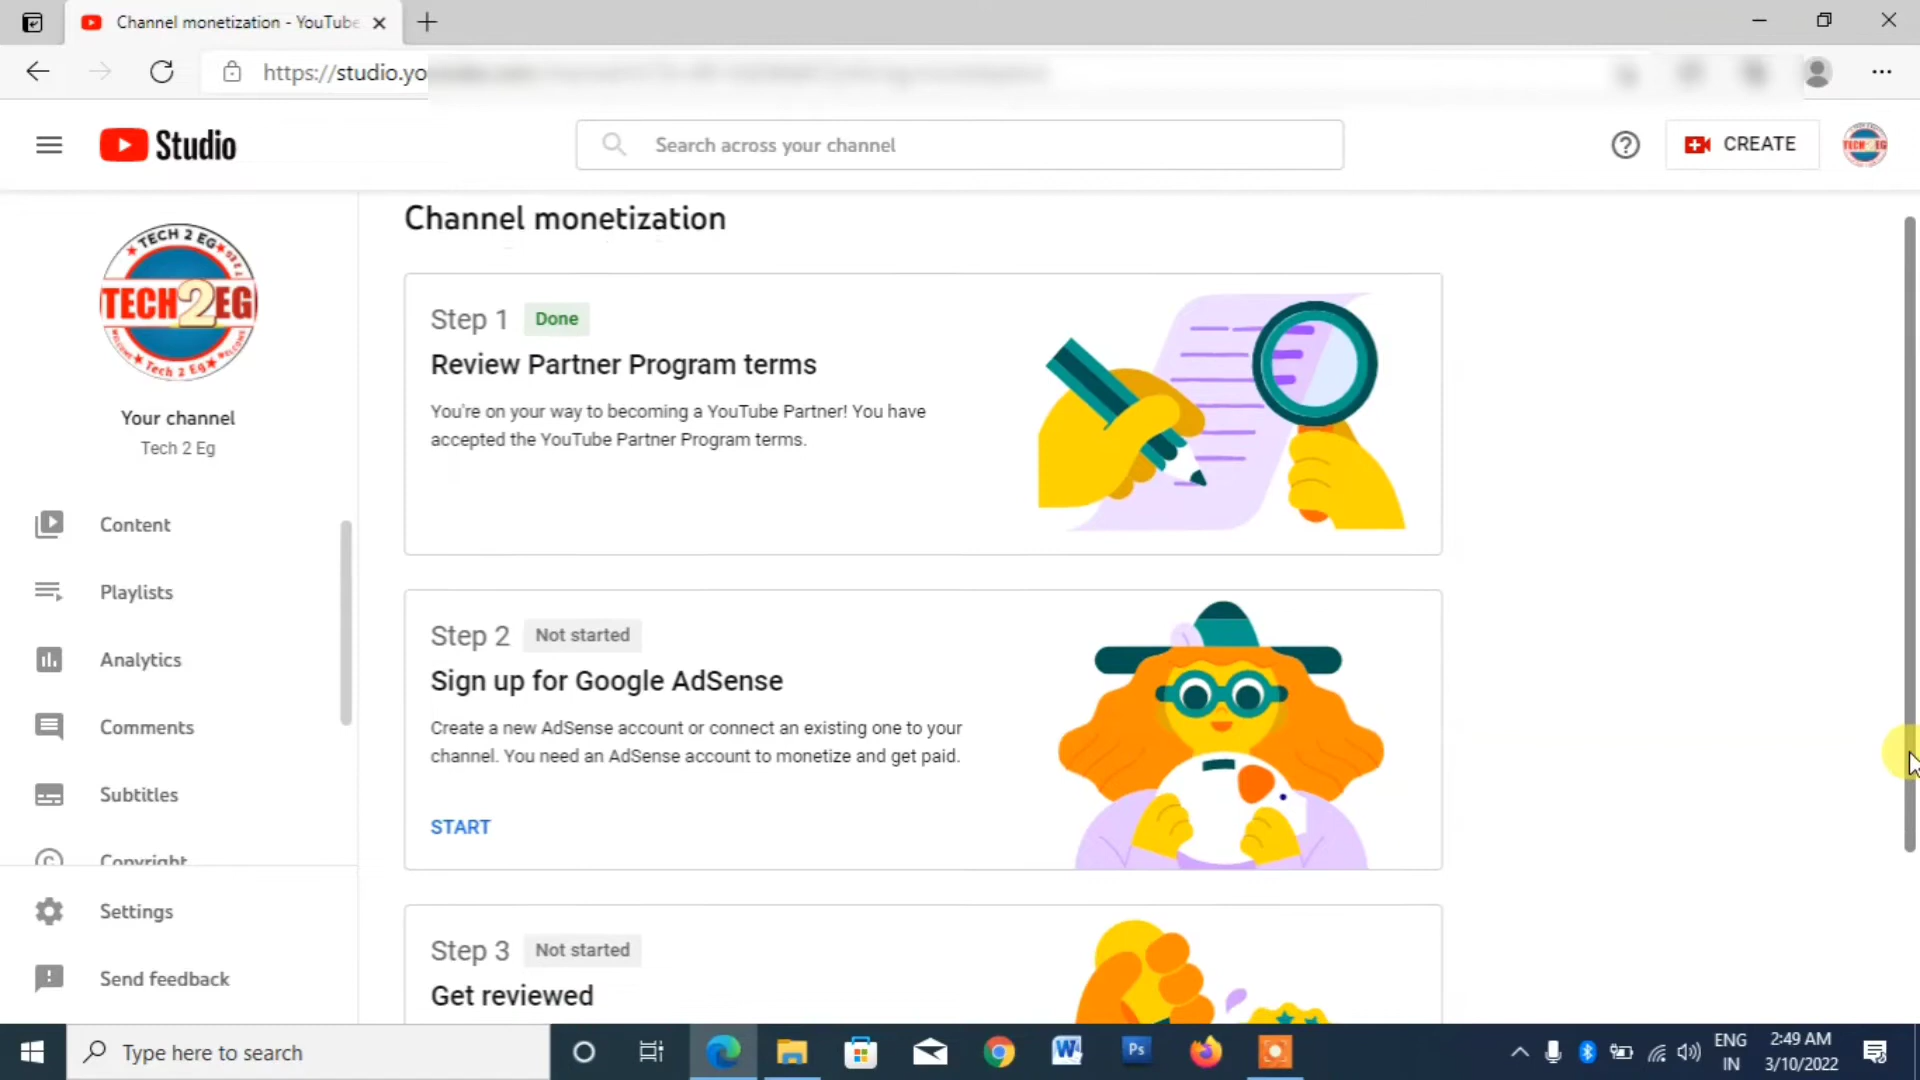 Channel monetization - YouTube
https://studio.yo
Studio
Search across your channel
CREATE
TECH 2 EG
TECH2EG
WELCOME
Tech 2 Eg
WELCOME
Your channel
Tech 2 Eg
Content
Playlists
Analytics
Comments
Subtitles
Copyright
Settings
Send feedback
Channel monetization
Step 1 Done
Review Partner Program terms
You're on your way to becoming a YouTube Partner! You have
accepted the YouTube Partner Program terms.
Step 2 Not started
Sign up for Google AdSense
Create a new AdSense account or connect an existing one to your
channel. You need an AdSense account to monetize and get paid.
START
Step 3 Not started
Get reviewed
Type here to search
Ps
ENG
IN
2:49 AM
3/10/2022